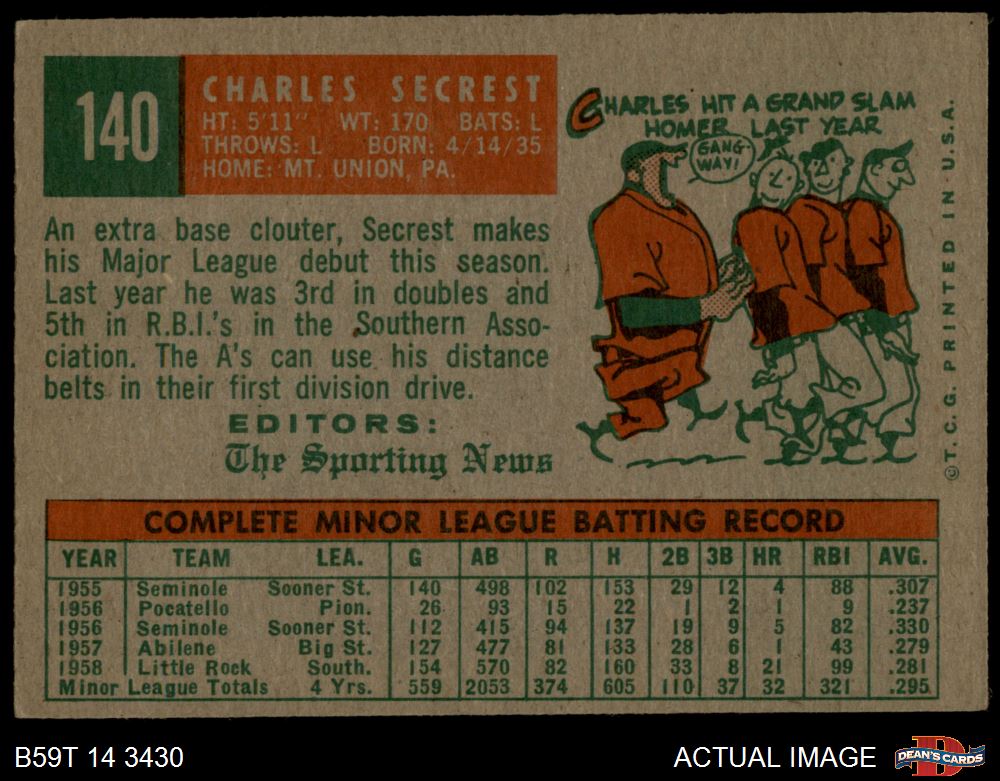 140
CHARLES SECREST
HT: 5'11" WT: 170 BATS: L
THROWS: L BORN: 4/14/35
HOME: MT. UNION, PA.
An extra base clouter, Secrest makes
his Major League debut this season.
Last year he was 3rd in doubles and
5th in R.B.I.'s in the Southern Asso-
ciation. The A's can use his distance
belts in their first division drive.
EDITORS:
The Sporting News
CHARLES HIT A GRAND SLAM
HOMER LAST YEAR
GANG-
WAY!
©T.C.G. PRINTED IN U.S.A.
COMPLETE MINOR LEAGUE BATTING RECORD
YEAR TEAM LEA. G AB R H 2B 3B HR RBI AVG.
1955 Seminole Sooner St. 140 498 102 153 29 12 4 88 .307
1956 Pocatello Pion. 26 93 15 22 1 2 1 9 .237
1956 Seminole Sooner St. 112 415 94 137 19 9 5 82 .330
1957 Abilene Big St. 127 477 81 133 28 6 1 43 .279
1958 Little Rock South. 154 570 82 160 33 8 21 99 .281
Minor League Totals 4 Yrs. 559 2053 374 605 110 37 32 321 .295
B59T 14 3430
ACTUAL IMAGE
D
DEAN'S CARDS